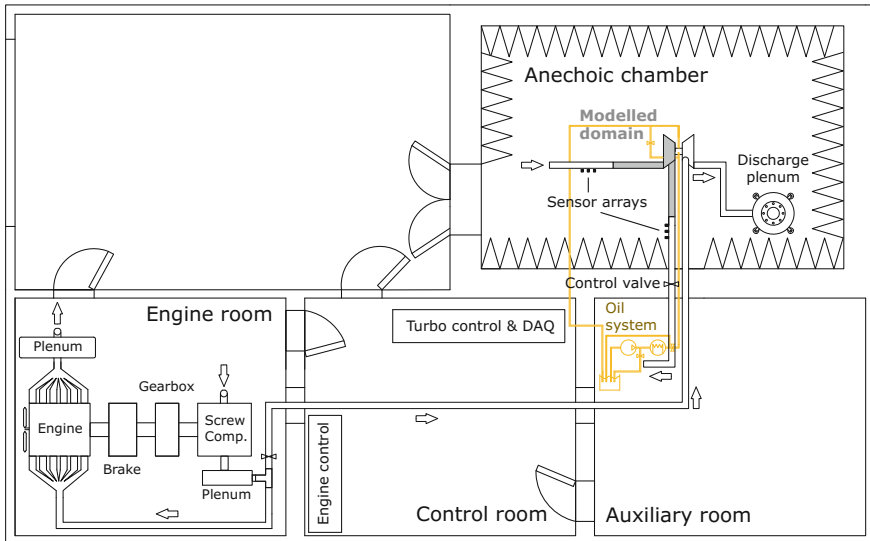 Anechoic chamber
Modelled
domain
Discharge
plenum
Sensor arrays
Control valve
Engine room
Turbo control & DAQ
Oil
system
Plenum
Gearbox
Engine
Screw
Comp.
Brake
Plenum
Engine control
Control room
Auxiliary room